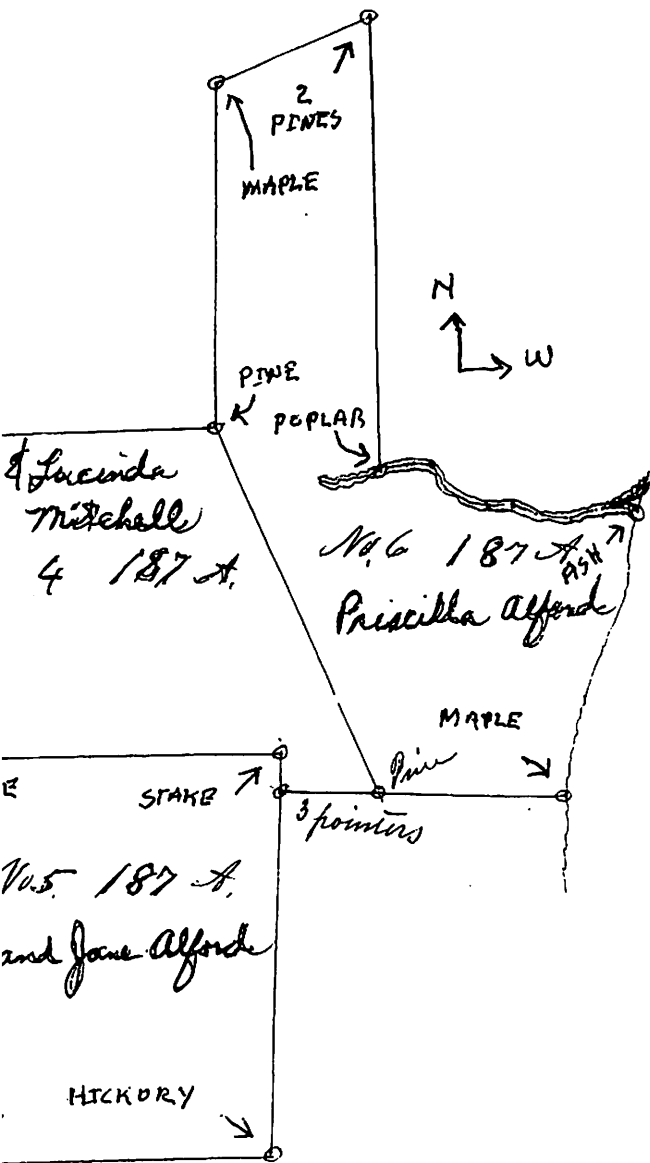 2
PINES
MAPLE
N
W
PINE
POPLAR
& Lucinda
Mitchell
4 187 A.
No. 6 187 A.
ASH
Priscilla Alford
MAPLE
Pine
E
STAKE
3 pointers
No. 5 187 A.
and Jane Alford
HICKORY